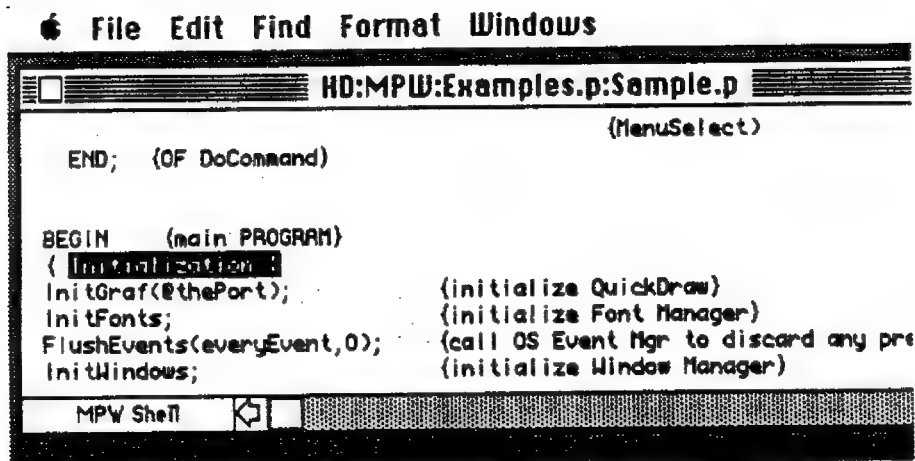 File Edit Find Format Windows
HD:MPW:Examples.p:Sample.p
{MenuSelect}
END; {OF DoCommand}
BEGIN {main PROGRAM}
{ Initialization }
InitGraf(@thePort); {initialize QuickDraw}
InitFonts; {initialize Font Manager}
FlushEvents(everyEvent,0); {call OS Event Mgr to discard any pre
InitWindows; {initialize Window Manager}
MPW Shell